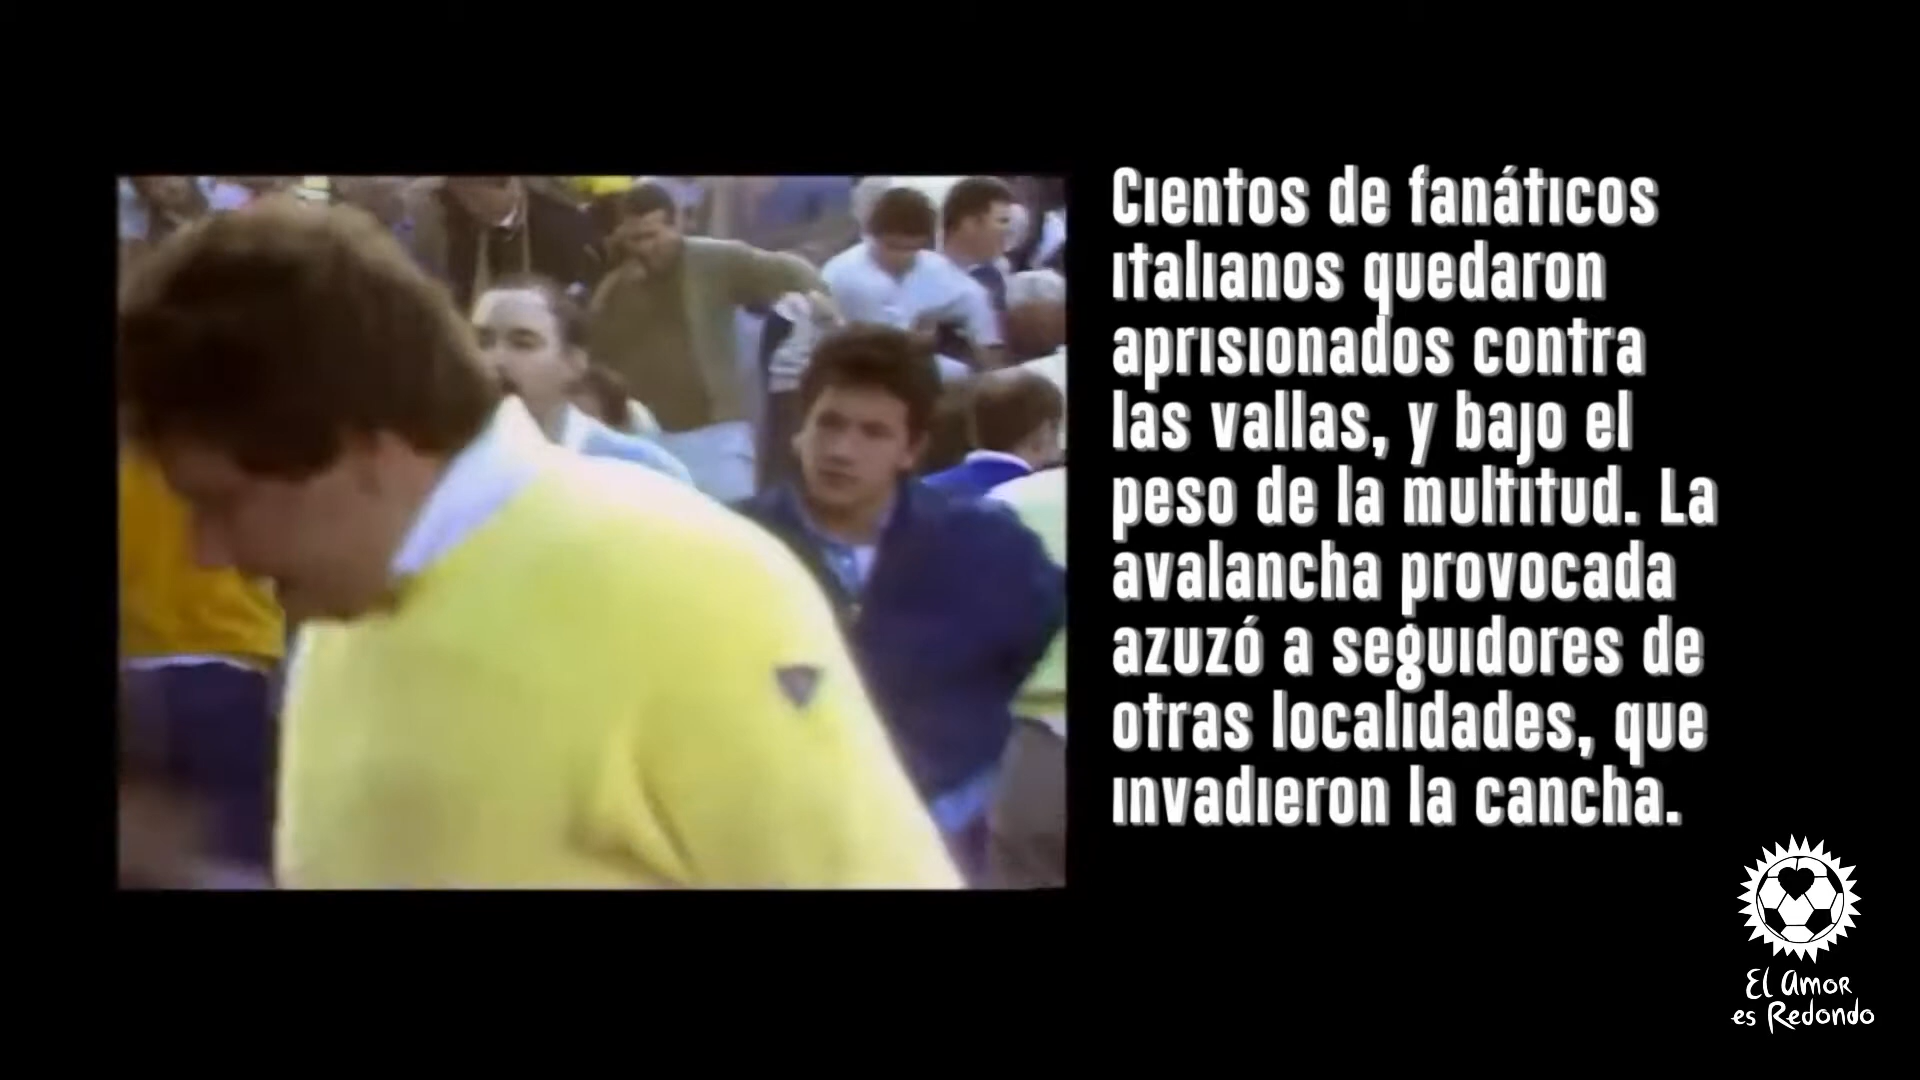 Cientos de fanáticos
italianos quedaron
aprisionados contra
las vallas, y bajo el
peso de la multitud. La
avalancha provocada
azuzó a seguidores de
otras localidades, que
invadieron la cancha.
El Amor
es Redondo